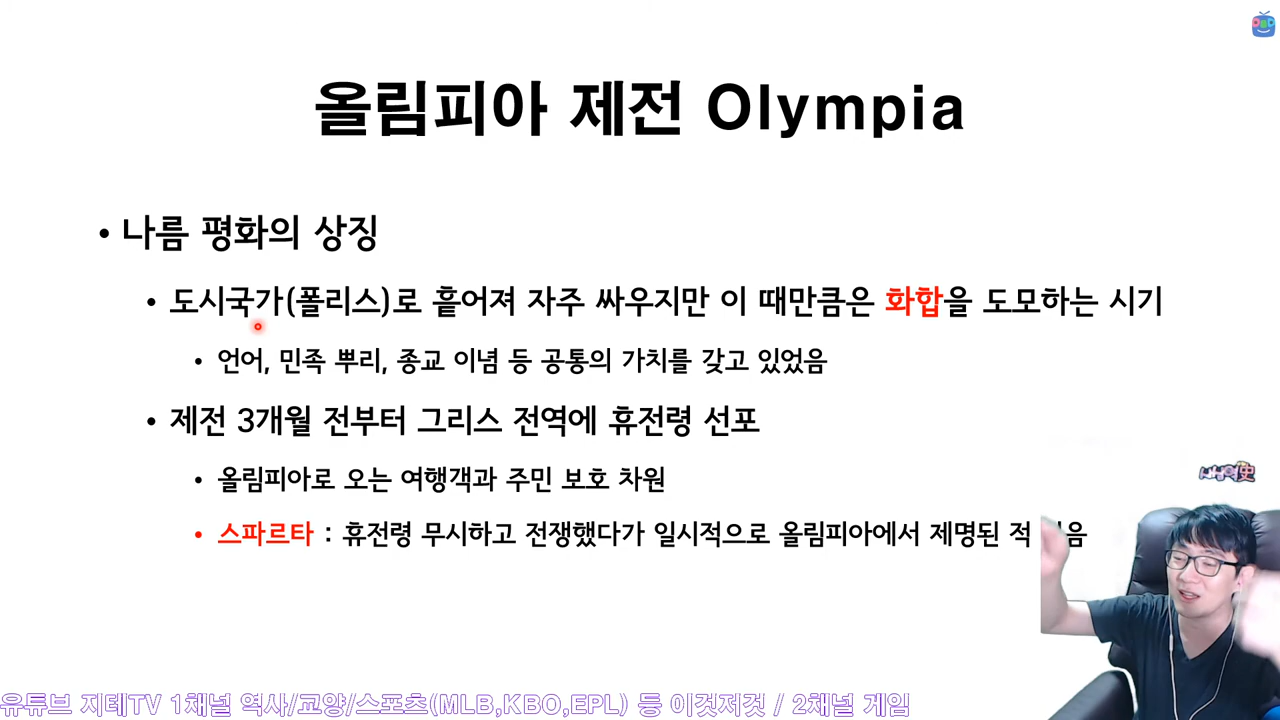 올림피아 제전 Olympia
• 나름 평화의 상징
• 도시국가(폴리스)로 흩어져 자주 싸우지만 이 때만큼은 화합을 도모하는 시기
• 언어, 민족 뿌리, 종교 이념 등 공통의 가치를 갖고 있었음
• 제전 3개월 전부터 그리스 전역에 휴전령 선포
• 올림피아로 오는 여행객과 주민 보호 차원
• 스파르타 : 휴전령 무시하고 전쟁했다가 일시적으로 올림피아에서 제명된 적
유튜브 지테TV 1채널 역사/교양/스포츠(MLB,KBO,EPL) 등 이것저것 / 2채널 게임